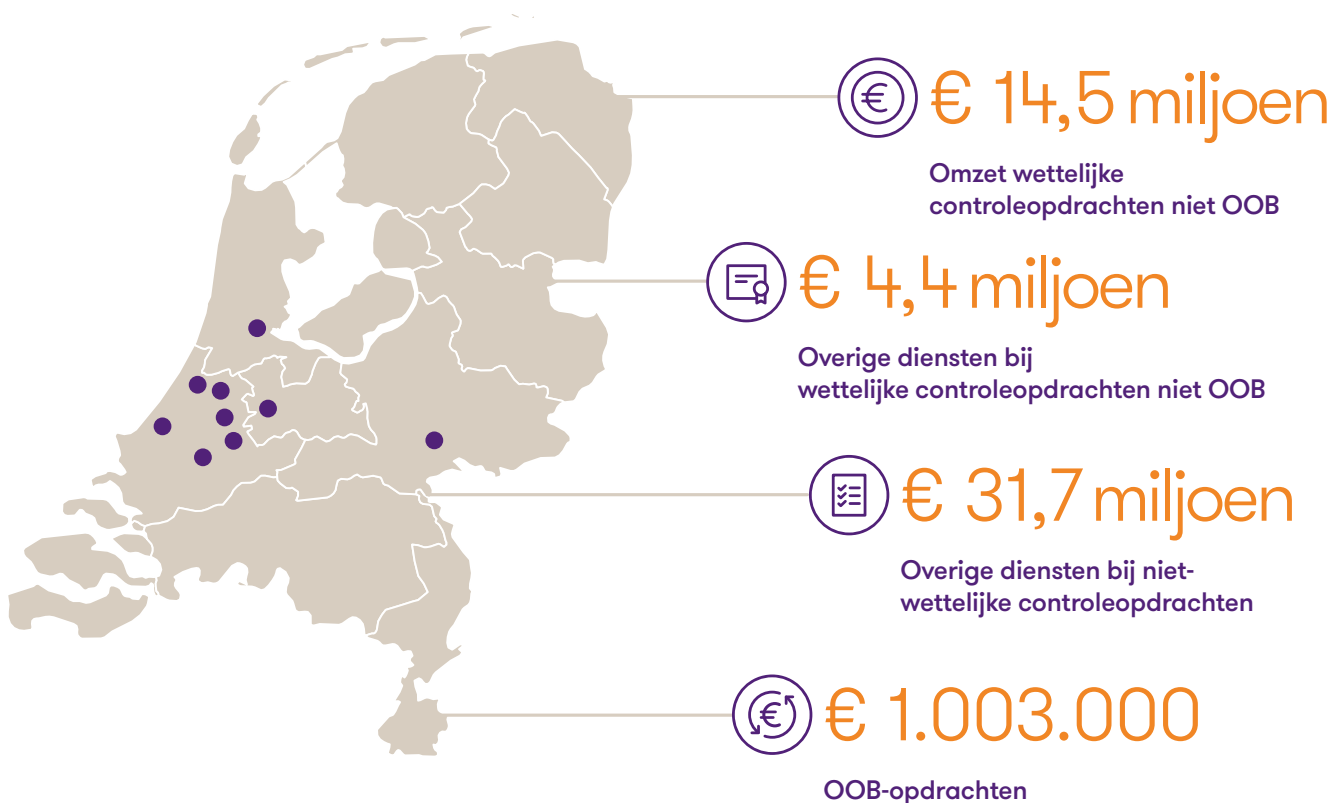 € 14,5 miljoen
Omzet wettelijke
controleopdrachten niet OOB
€ 4,4 miljoen
Overige diensten bij
wettelijke controleopdrachten niet OOB
€ 31,7 miljoen
Overige diensten bij niet-
wettelijke controleopdrachten
€ 1.003.000
OOB-opdrachten